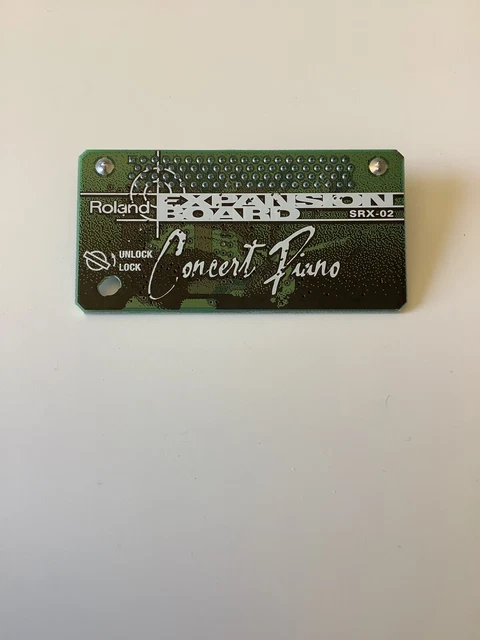 Roland
EXPANSION
BOARD
SRX-02
UNLOCK
LOCK
Concert Piano